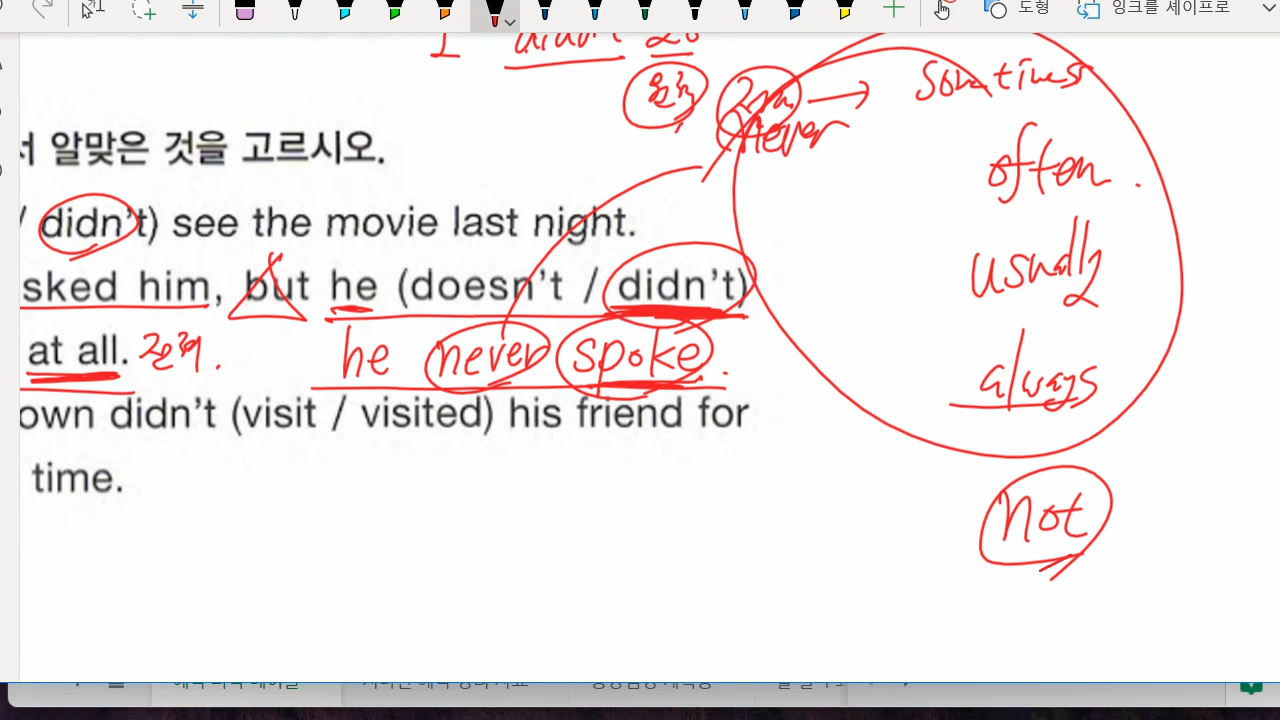 도형 잉크를 셰이프로
I didn't go
원형 never → sometimes
often.
usually
always
not
서 알맞은 것을 고르시오.
/ didn't) see the movie last night.
sked him, but he (doesn't / didn't)
at all. 전혀. he never spoke.
own didn't (visit / visited) his friend for
time.